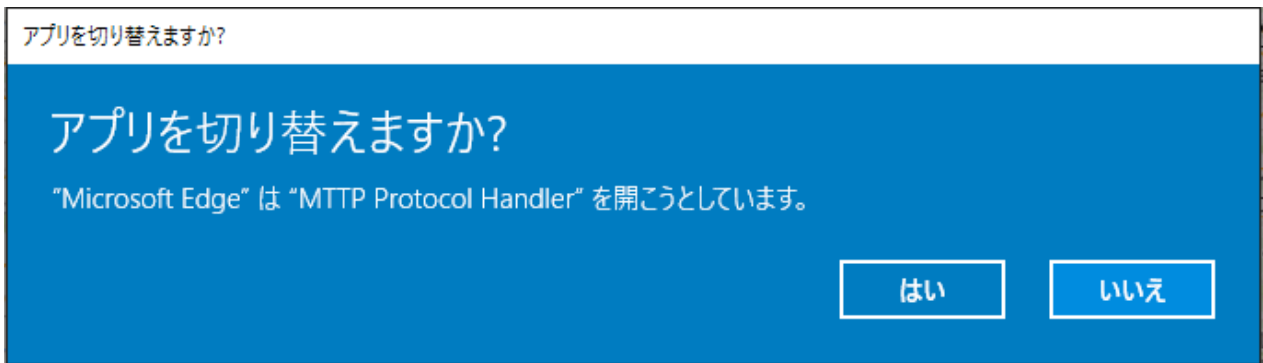 アプリを切り替えますか?
アプリを切り替えますか?
"Microsoft Edge" は "MTTP Protocol Handler" を開こうとしています。
はい
いいえ